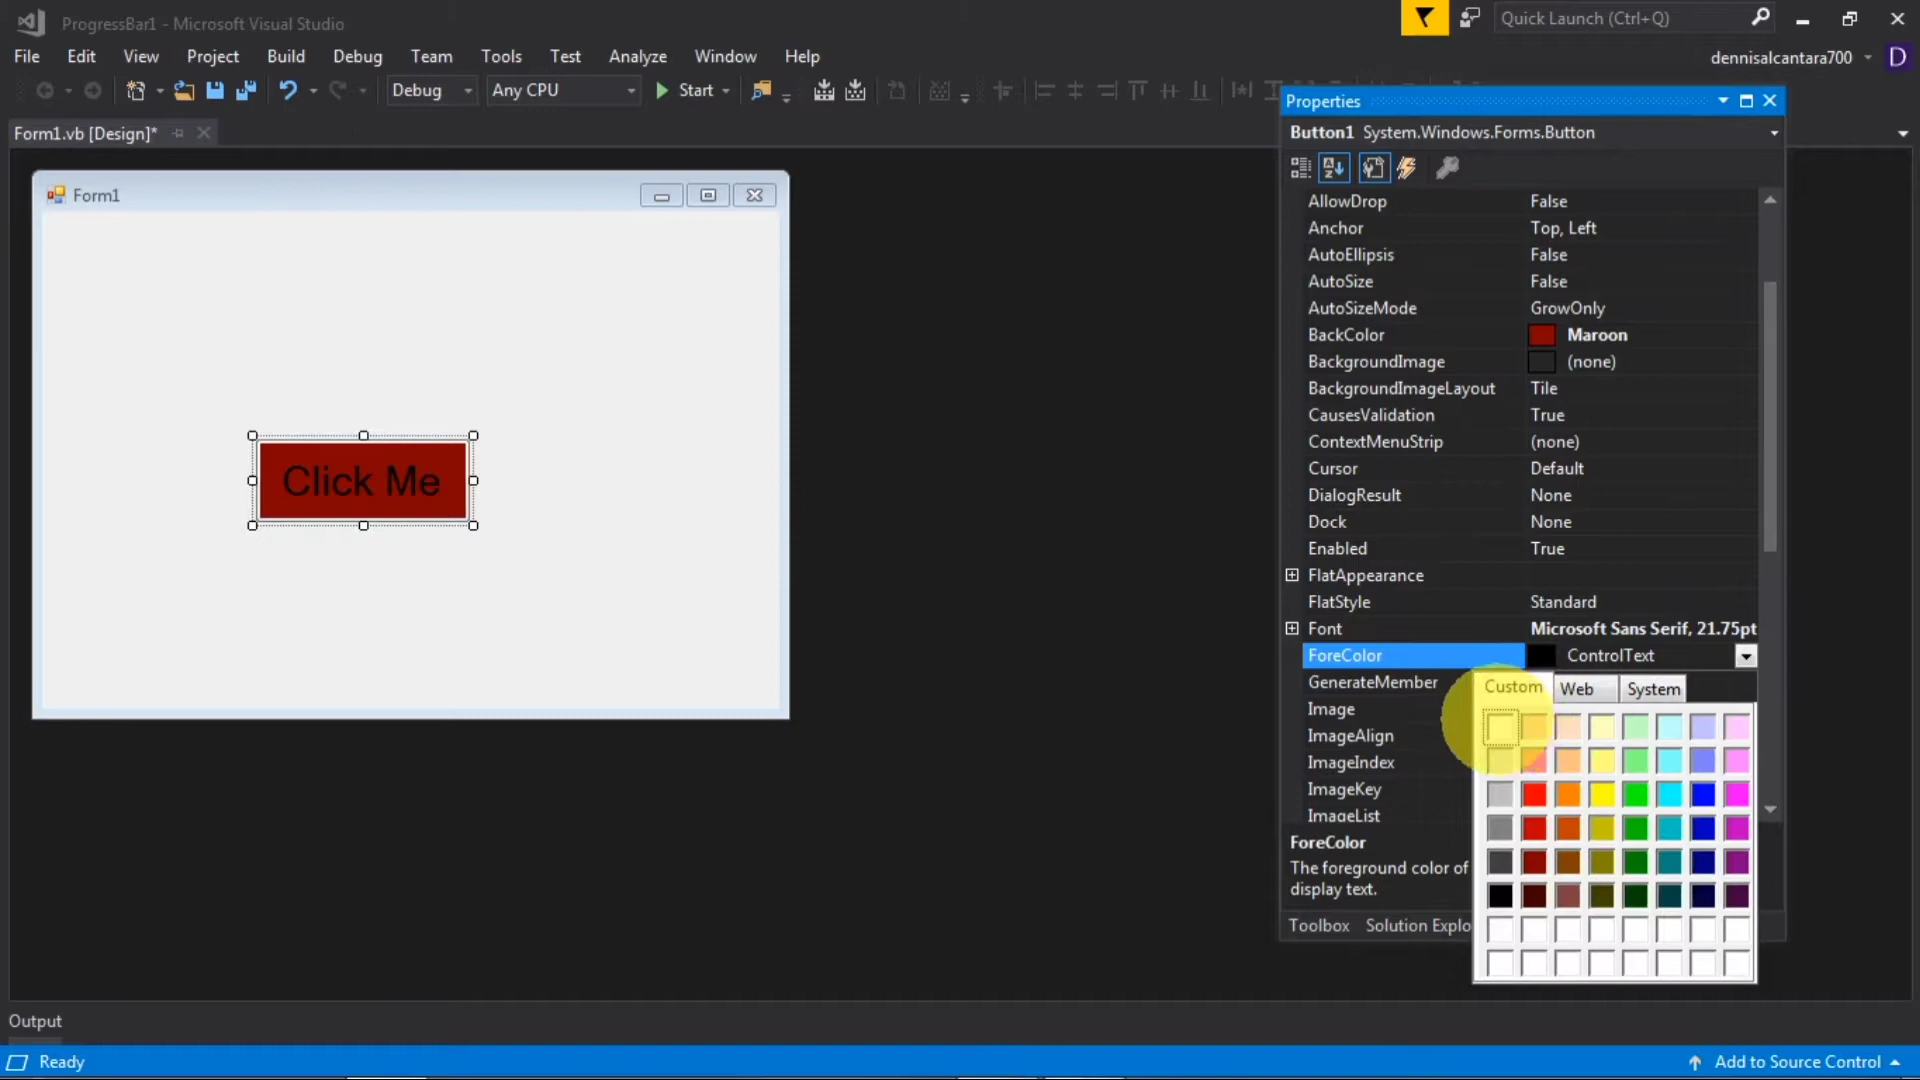 ProgressBar1 - Microsoft Visual Studio
Quick Launch (Ctrl+Q)
File Edit View Project Build Debug Team Tools Test Analyze Window Help
dennisalcantara700
D
Debug Any CPU Start
Form1.vb [Design]*
Form1
Click Me
Properties
Button1 System.Windows.Forms.Button
AllowDrop False
Anchor Top, Left
AutoEllipsis False
AutoSize False
AutoSizeMode GrowOnly
BackColor Maroon
BackgroundImage (none)
BackgroundImageLayout Tile
CausesValidation True
ContextMenuStrip (none)
Cursor Default
DialogResult None
Dock None
Enabled True
FlatAppearance
FlatStyle Standard
Font Microsoft Sans Serif, 21.75pt
ForeColor ControlText
GenerateMember
Custom Web System
Image
ImageAlign
ImageIndex
ImageKey
ImageList
ForeColor
The foreground color of
display text.
Toolbox Solution Explo
Output
Ready
Add to Source Control